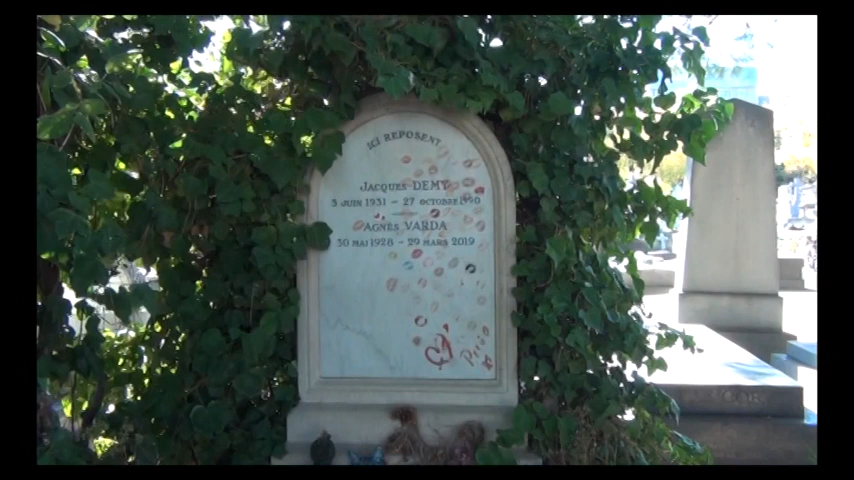 ICI REPOSENT
JACQUES DEMY
5 JUIN 1931 – 27 OCTOBRE 1990
AGNÈS VARDA
30 MAI 1928 – 29 MARS 2019